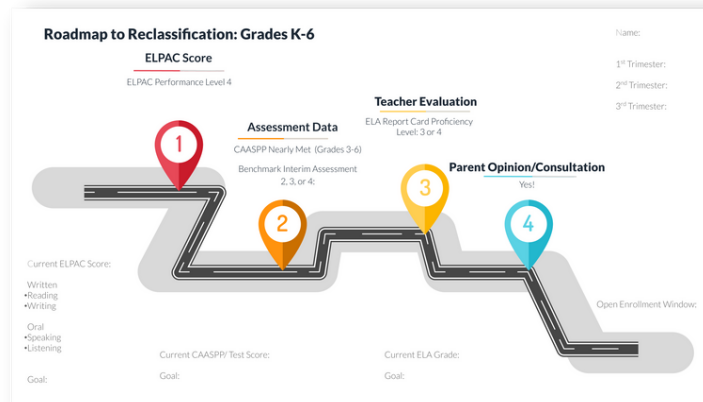 Roadmap to Reclassification: Grades K-6
Name:
1st Trimester:
2nd Trimester:
3rd Trimester:
ELPAC Score
ELPAC Performance Level 4
1
Assessment Data
CAASPP Nearly Met (Grades 3-6)
Benchmark Interim Assessment
2, 3, or 4;
2
Teacher Evaluation
ELA Report Card Proficiency
Level: 3 or 4
3
Parent Opinion/Consultation
Yes!
4
Current ELPAC Score:
Written
•Reading
•Writing
Oral
•Speaking
•Listening
Goal:
Current CAASPP/ Test Score:
Goal:
Current ELA Grade:
Goal:
Open Enrollment Window: